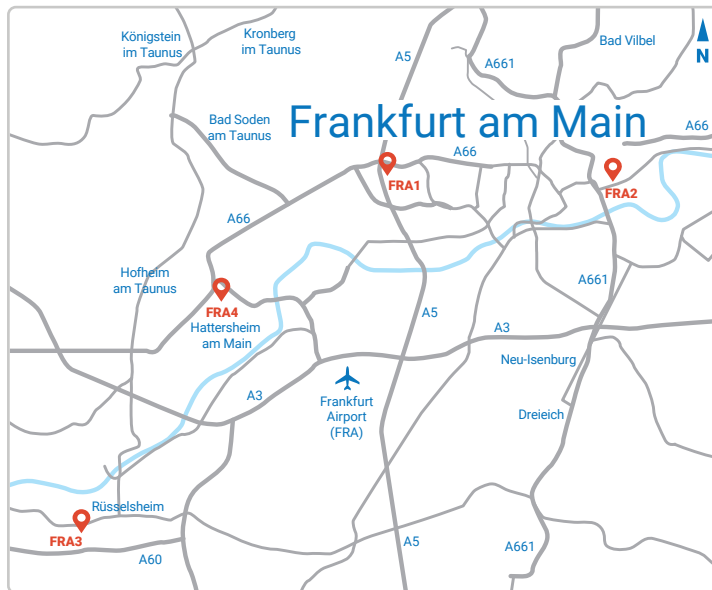 Königstein
im Taunus
Kronberg
im Taunus
A5
A661
Bad Vilbel
N
Bad Soden
am Taunus
Frankfurt am Main
A66
A66
FRA1
FRA2
A66
Hofheim
am Taunus
FRA4
Hattersheim
am Main
A5
A661
A3
Neu-Isenburg
A3
Frankfurt
Airport
(FRA)
Dreieich
Rüsselsheim
FRA3
A60
A5
A661